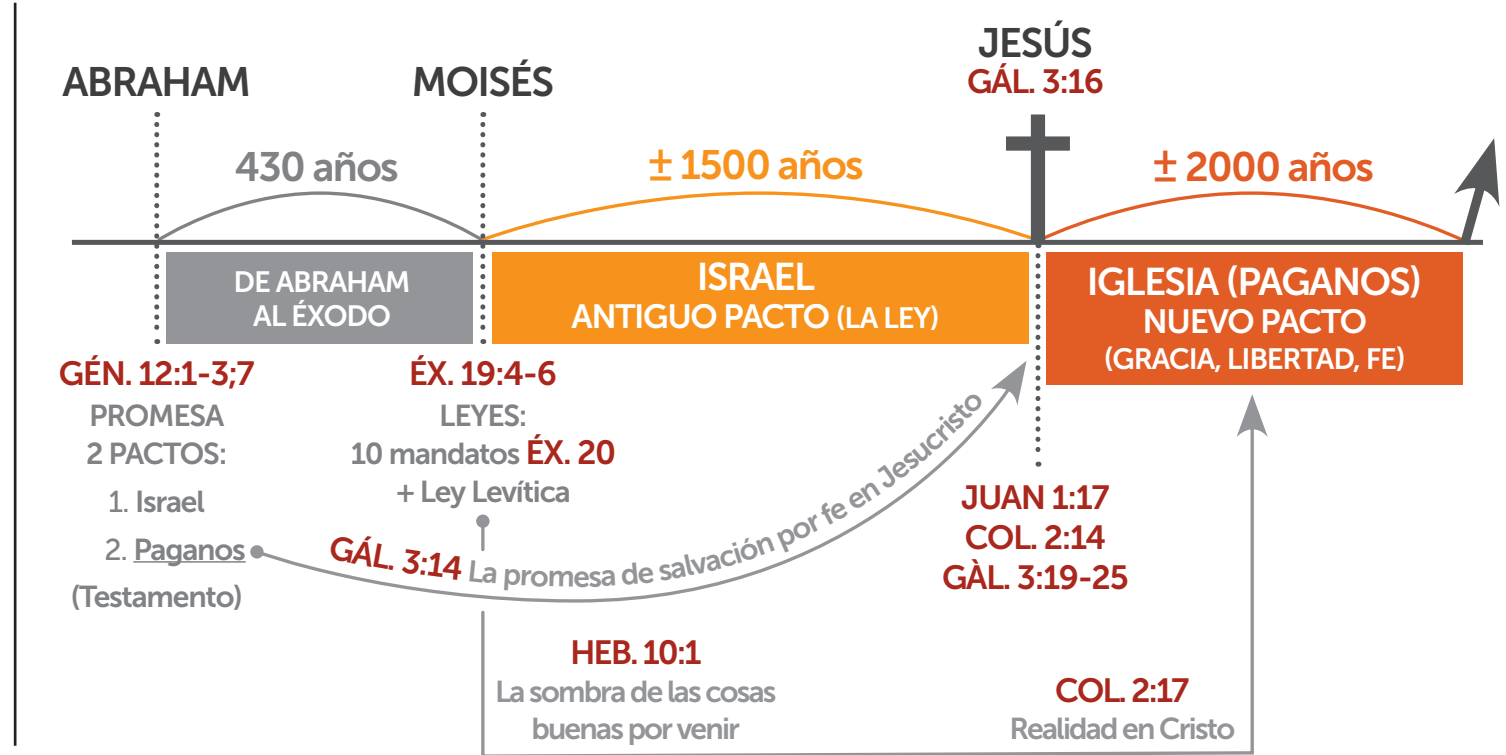 ABRAHAM
MOISÉS
JESÚS
GÁL. 3:16
430 años
± 1500 años
± 2000 años
DE ABRAHAM
AL ÉXODO
ISRAEL
ANTIGUO PACTO (LA LEY)
IGLESIA (PAGANOS)
NUEVO PACTO
(GRACIA, LIBERTAD, FE)
GÉN. 12:1-3;7
PROMESA
2 PACTOS:
1. Israel
2. Paganos
(Testamento)
ÉX. 19:4-6
LEYES:
10 mandatos ÉX. 20
+ Ley Levítica
GÁL. 3:14 La promesa de salvación por fe en Jesucristo
JUAN 1:17
COL. 2:14
GÀL. 3:19-25
HEB. 10:1
La sombra de las cosas
buenas por venir
COL. 2:17
Realidad en Cristo